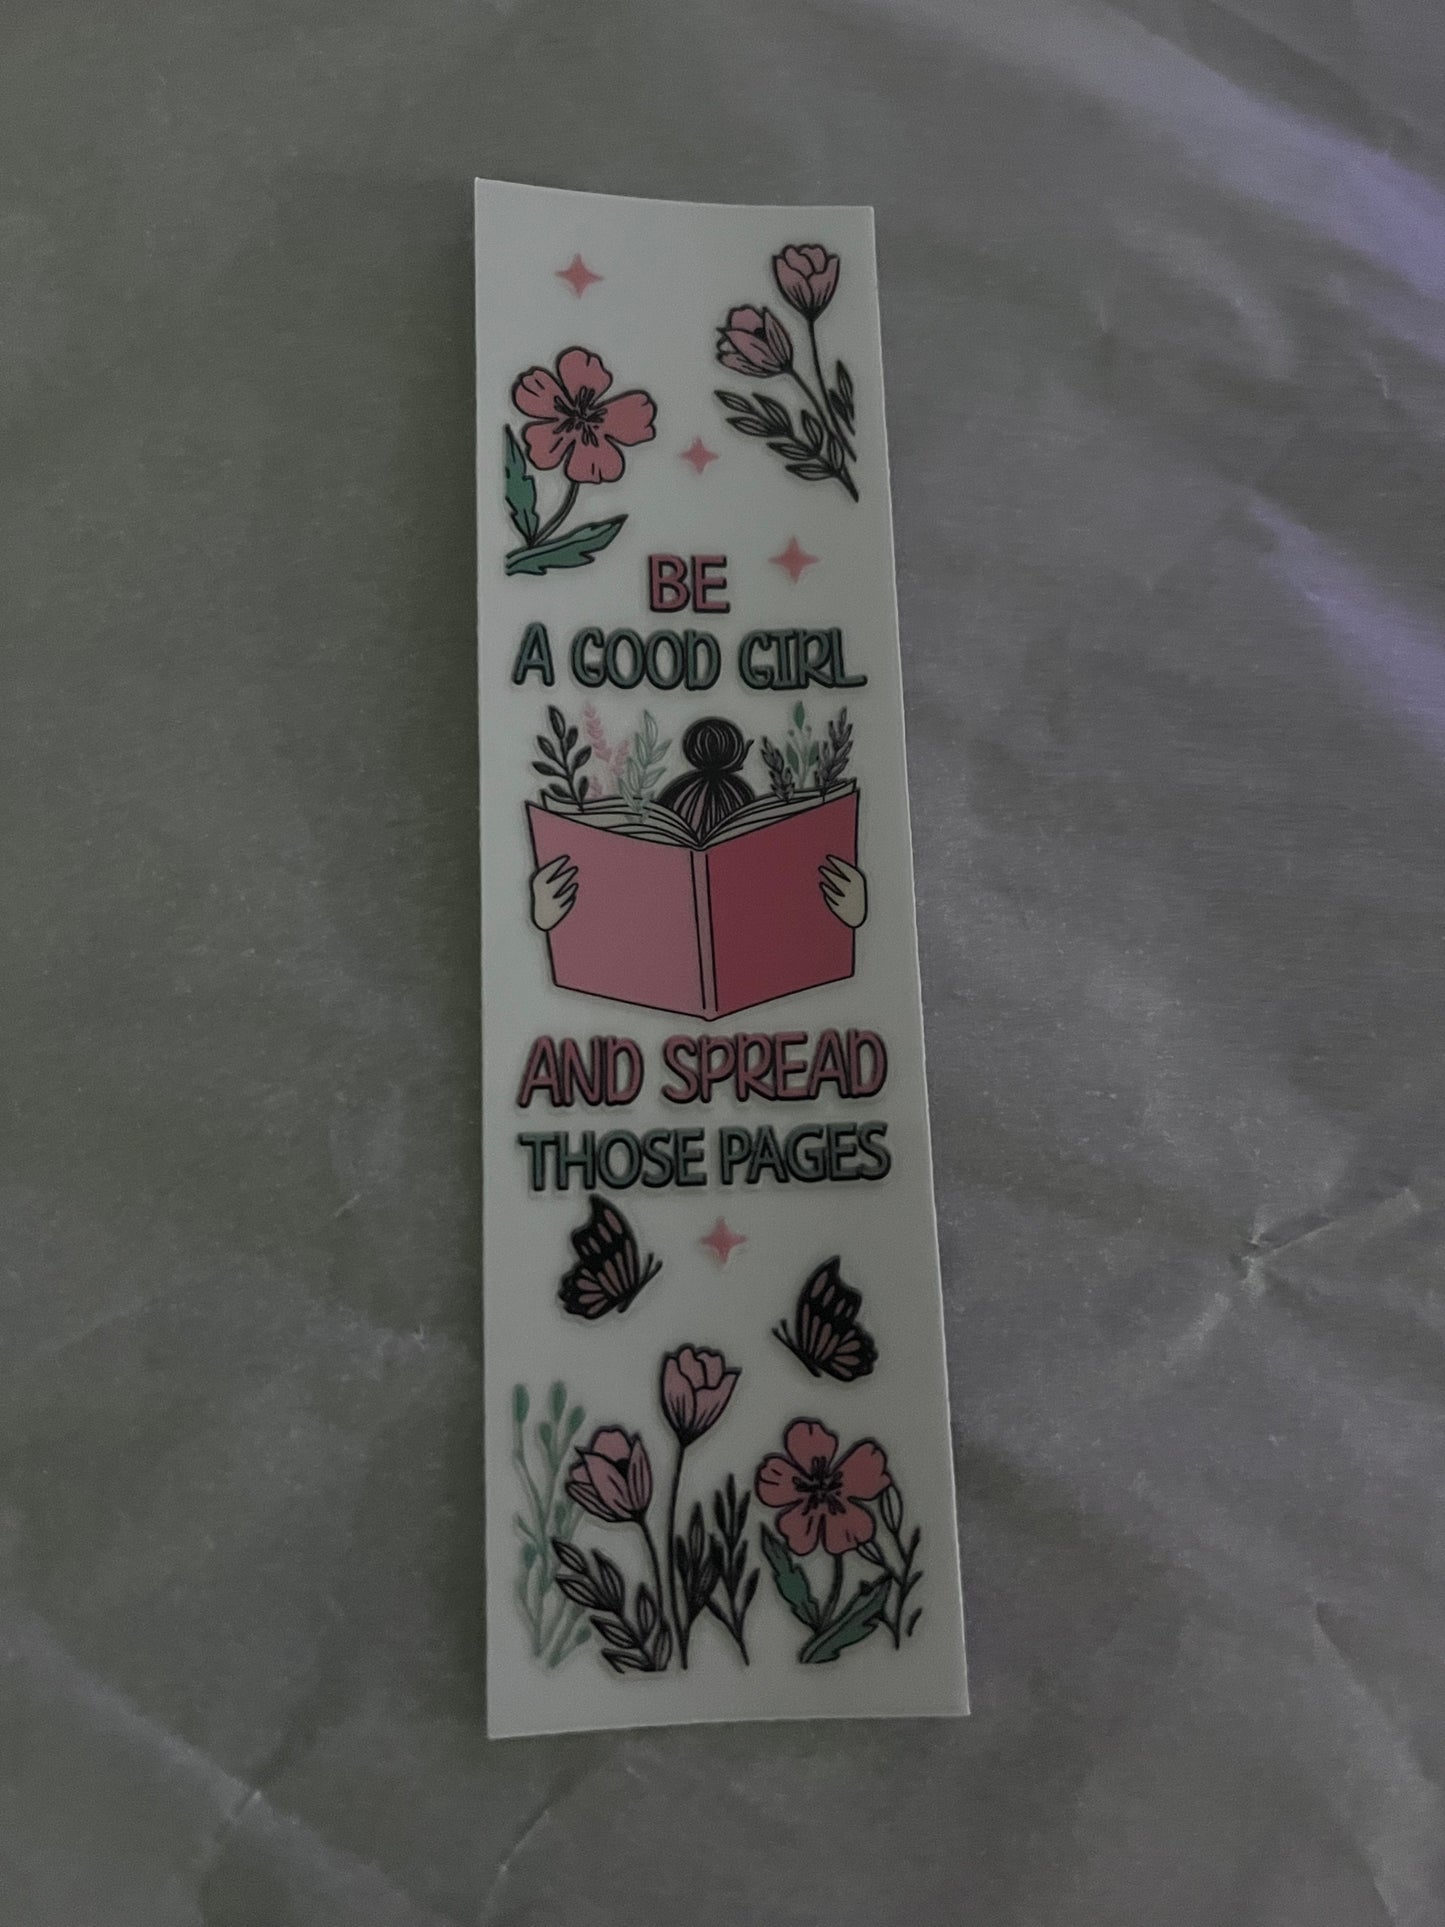 BE
A GOOD GIRL
AND SPREAD
THOSE PAGES